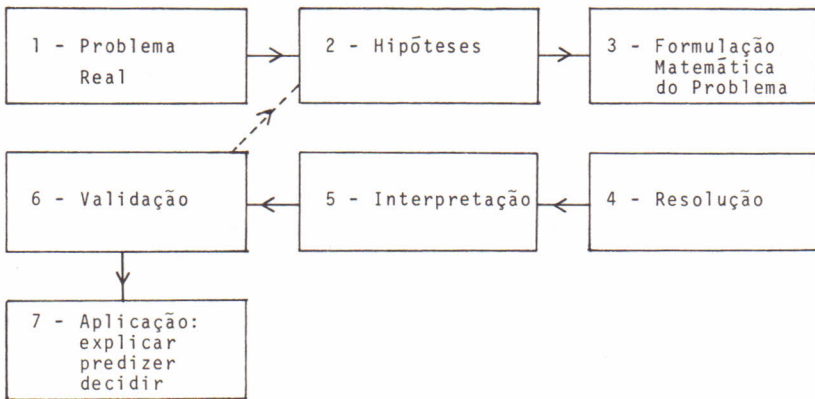 1 - Problema
Real
2 - Hipóteses
3 - Formulação
Matemática
do Problema
6 - Validação
5 - Interpretação
4 - Resolução
7 - Aplicação:
explicar
predizer
decidir